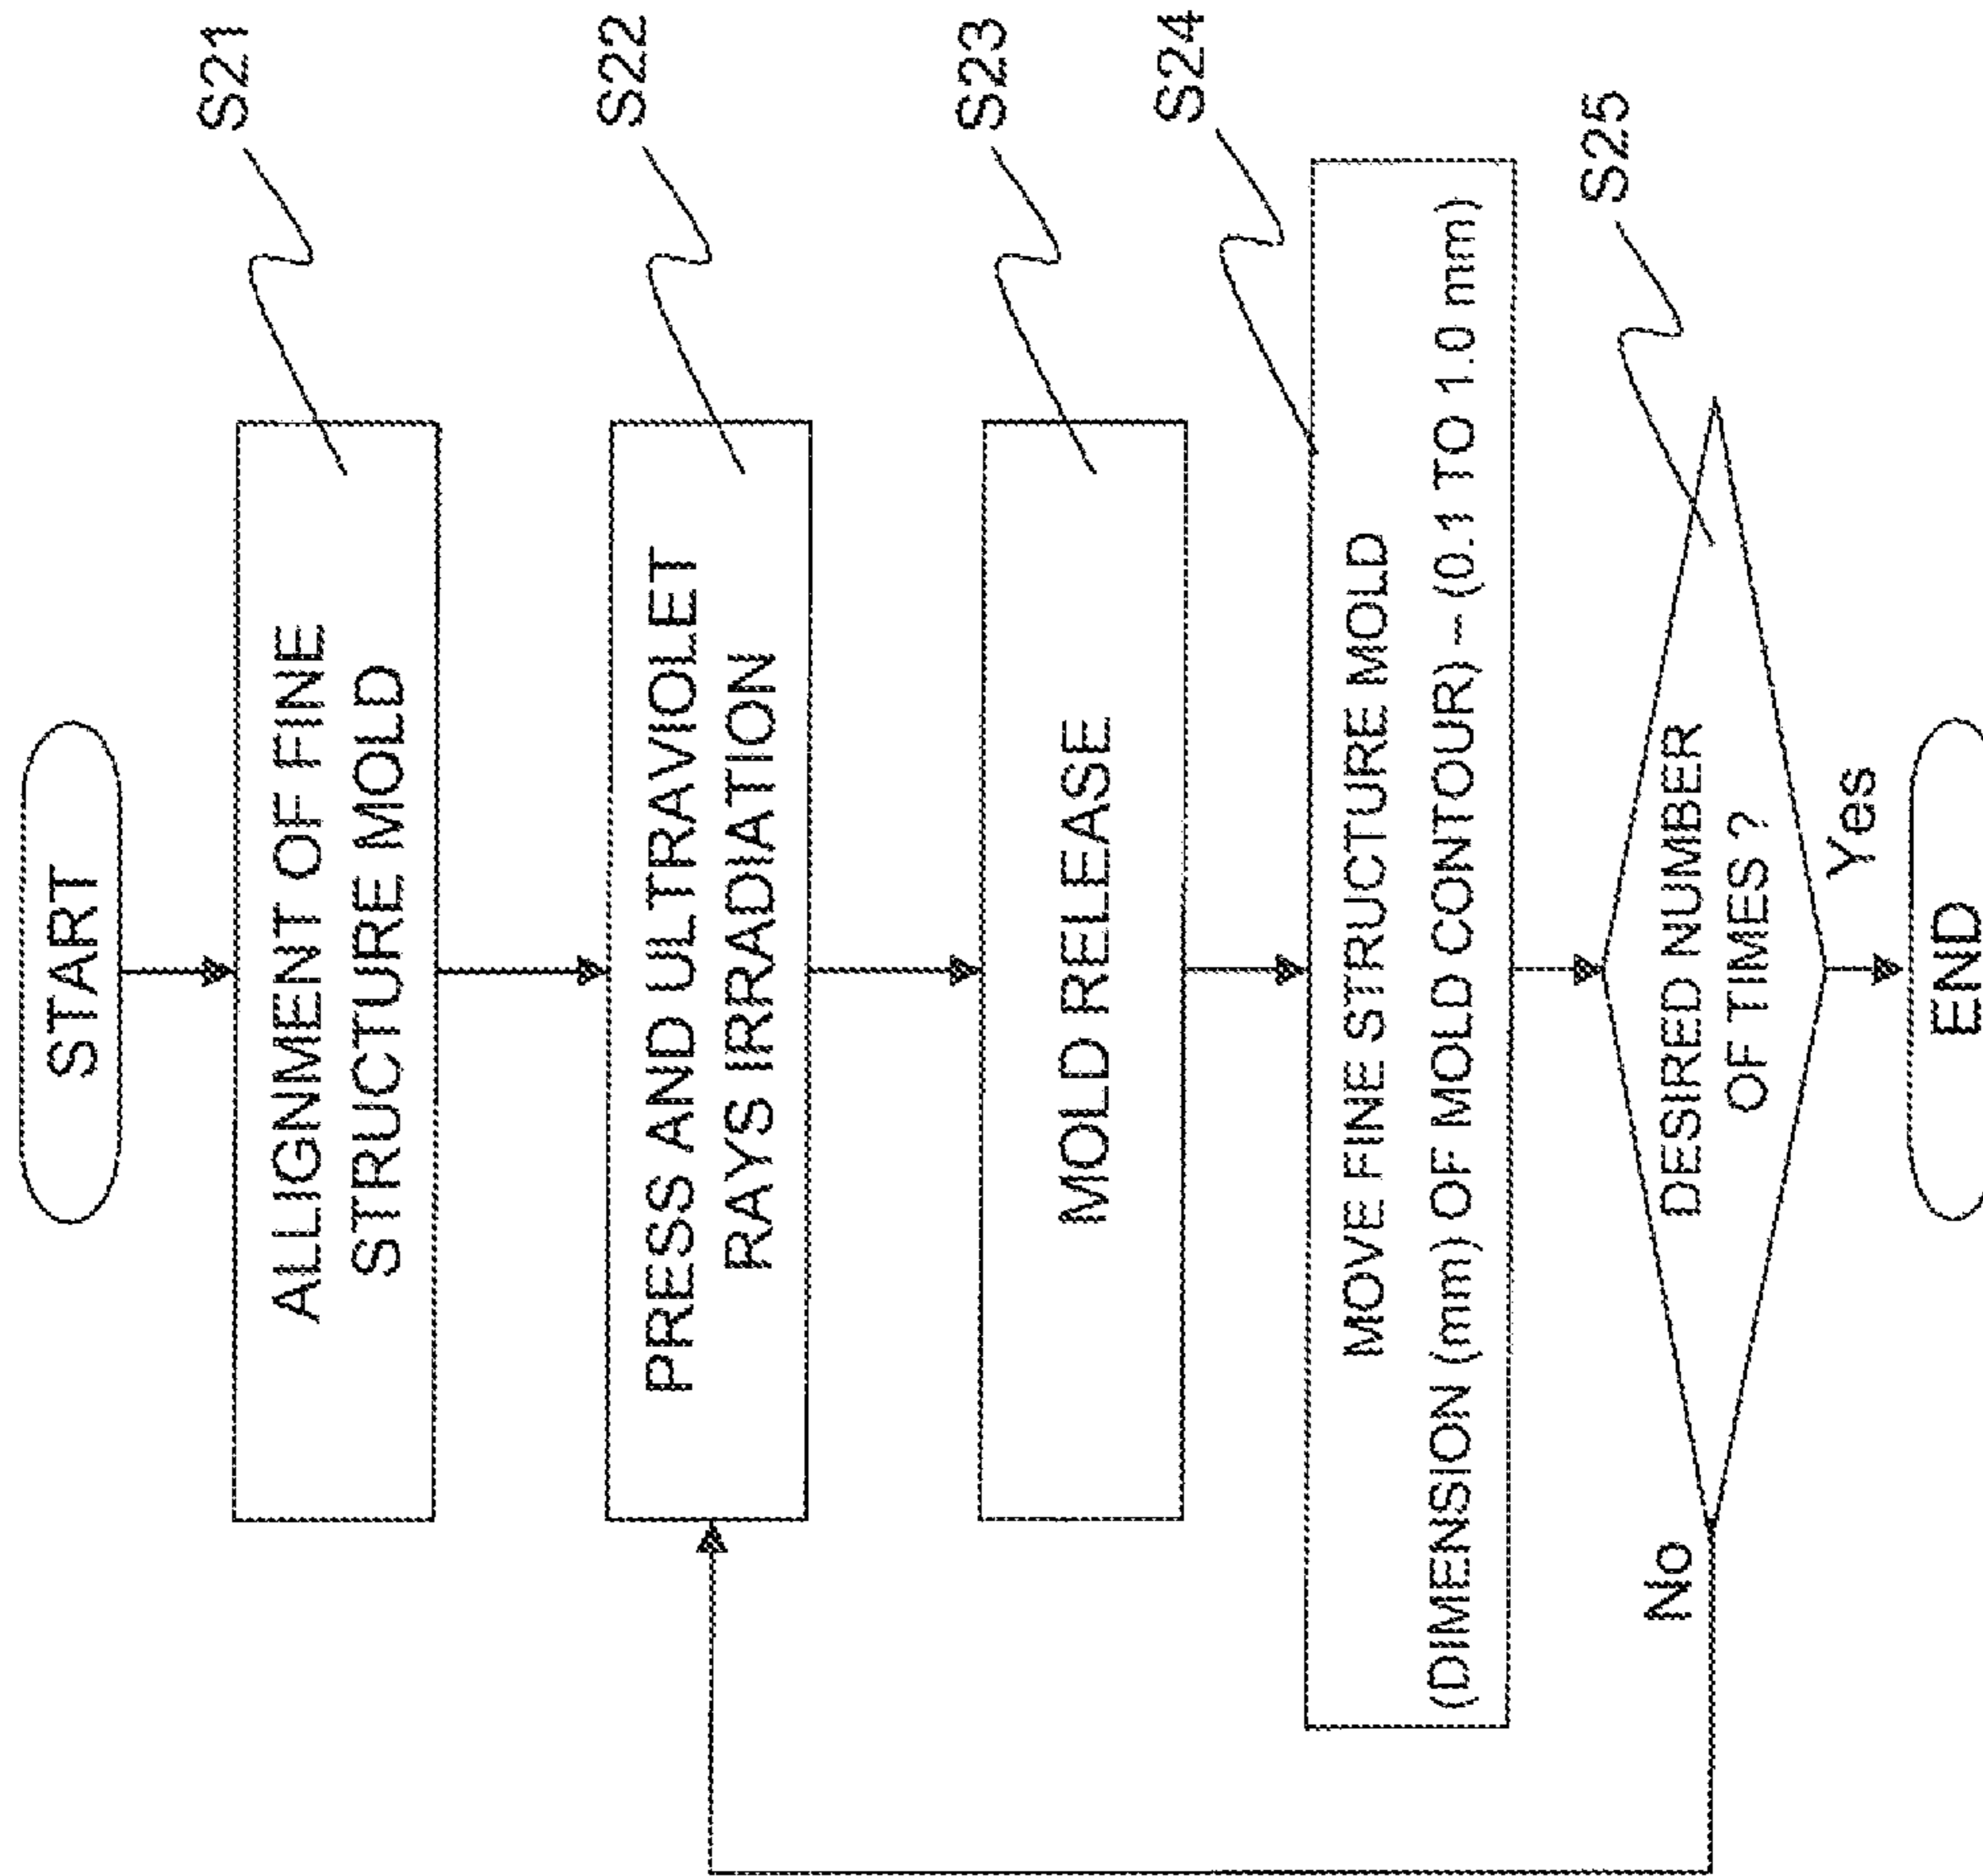 START
ALLIGNMENT OF FINE
STRUCTURE MOLD
S21
PRESS AND ULTRAVIOLET
RAYS IRRADIATION
S22
MOLD RELEASE
S23
MOVE FINE STRUCTURE MOLD
(DIMENSION (mm) OF MOLD CONTOUR) – (0.1 TO 1.0 mm)
S24
DESIRED NUMBER
OF TIMES?
S25
No
Yes
END